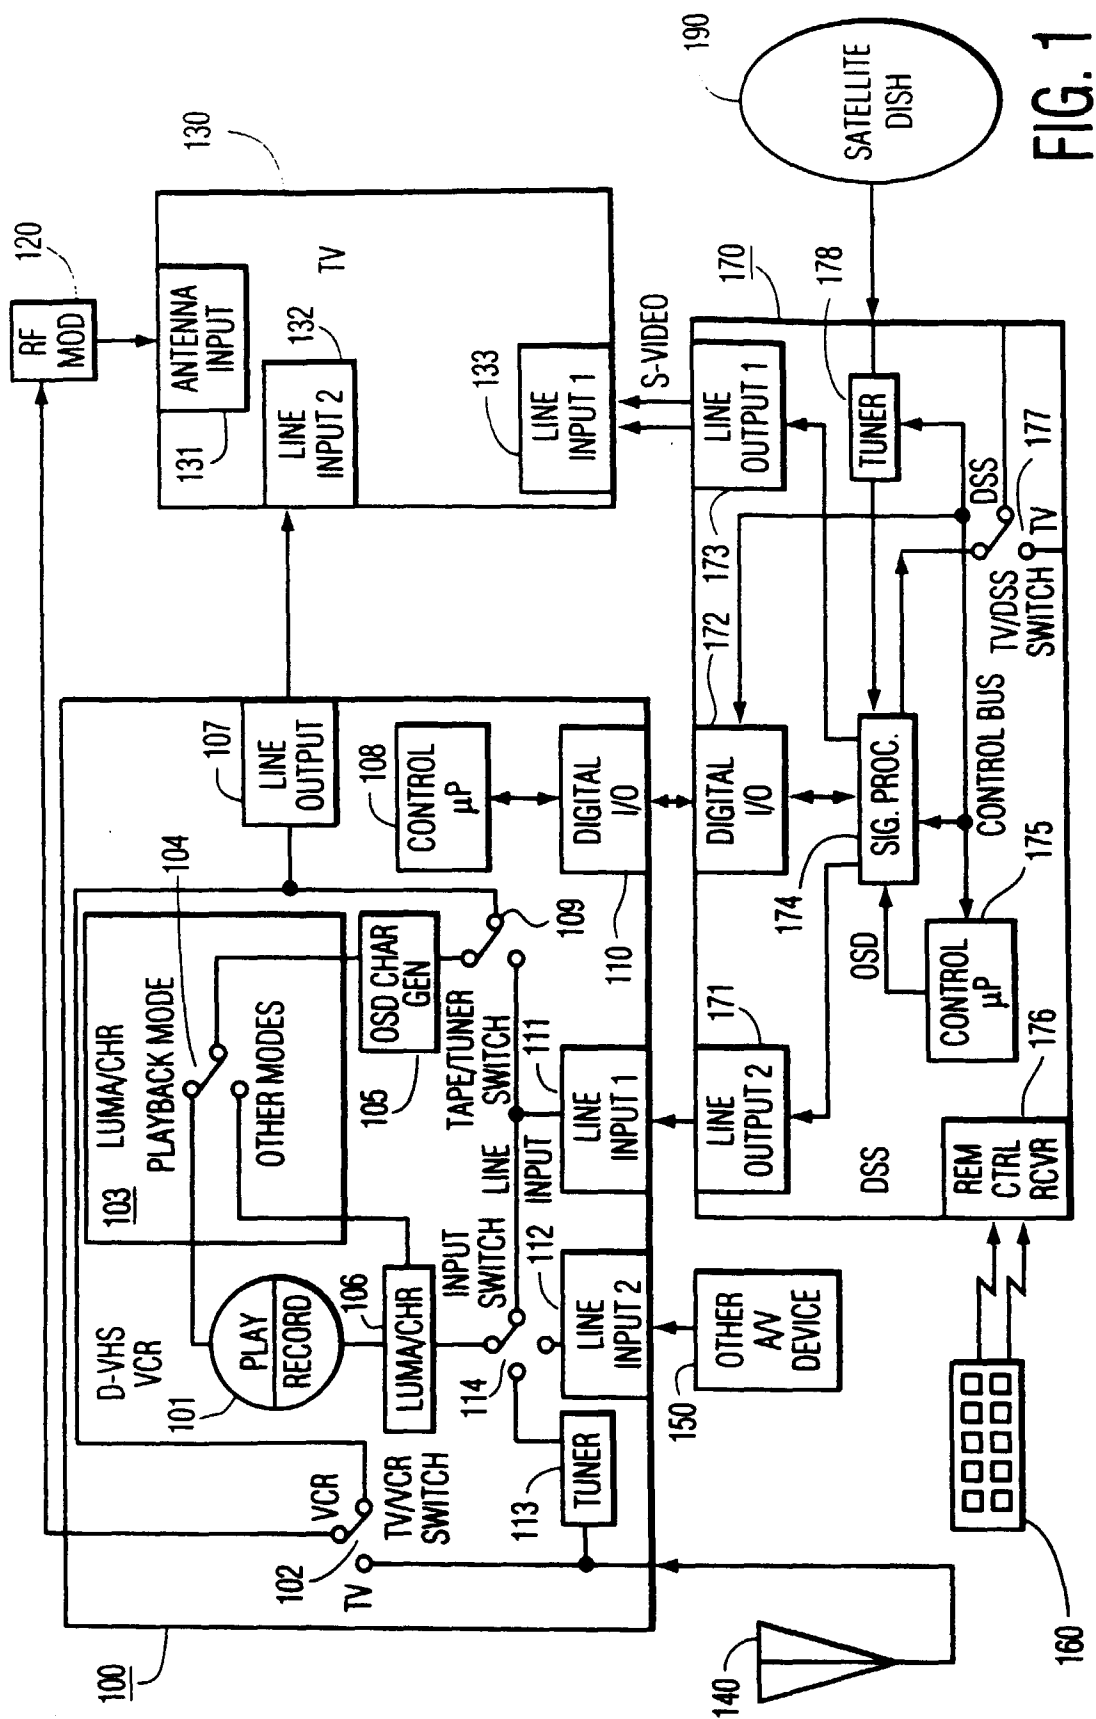 100
D-VHS
VCR
103
LUMA/CHR
PLAYBACK MODE
OTHER MODES
104
107
LINE
OUTPUT
101
PLAY
RECORD
106
LUMA/CHR
105
OSD CHAR
GEN
108
CONTROL
µP
VCR
TV
102
TV/VCR
SWITCH
INPUT
SWITCH
114
LINE
INPUT
TAPE/TUNER
SWITCH
109
113
TUNER
112
LINE
INPUT 2
111
LINE
INPUT 1
110
DIGITAL
I/O
120
RF
MOD
130
TV
131
ANTENNA
INPUT
132
LINE
INPUT 2
133
LINE
INPUT 1
S-VIDEO
140
150
OTHER
A/V
DEVICE
160
170
DSS
171
LINE
OUTPUT 2
172
DIGITAL
I/O
173
LINE
OUTPUT 1
174
SIG. PROC.
178
TUNER
OSD
175
CONTROL
µP
CONTROL BUS
176
REM
CTRL
RCVR
TV/DSS
SWITCH
DSS
TV
177
190
SATELLITE
DISH
FIG. 1